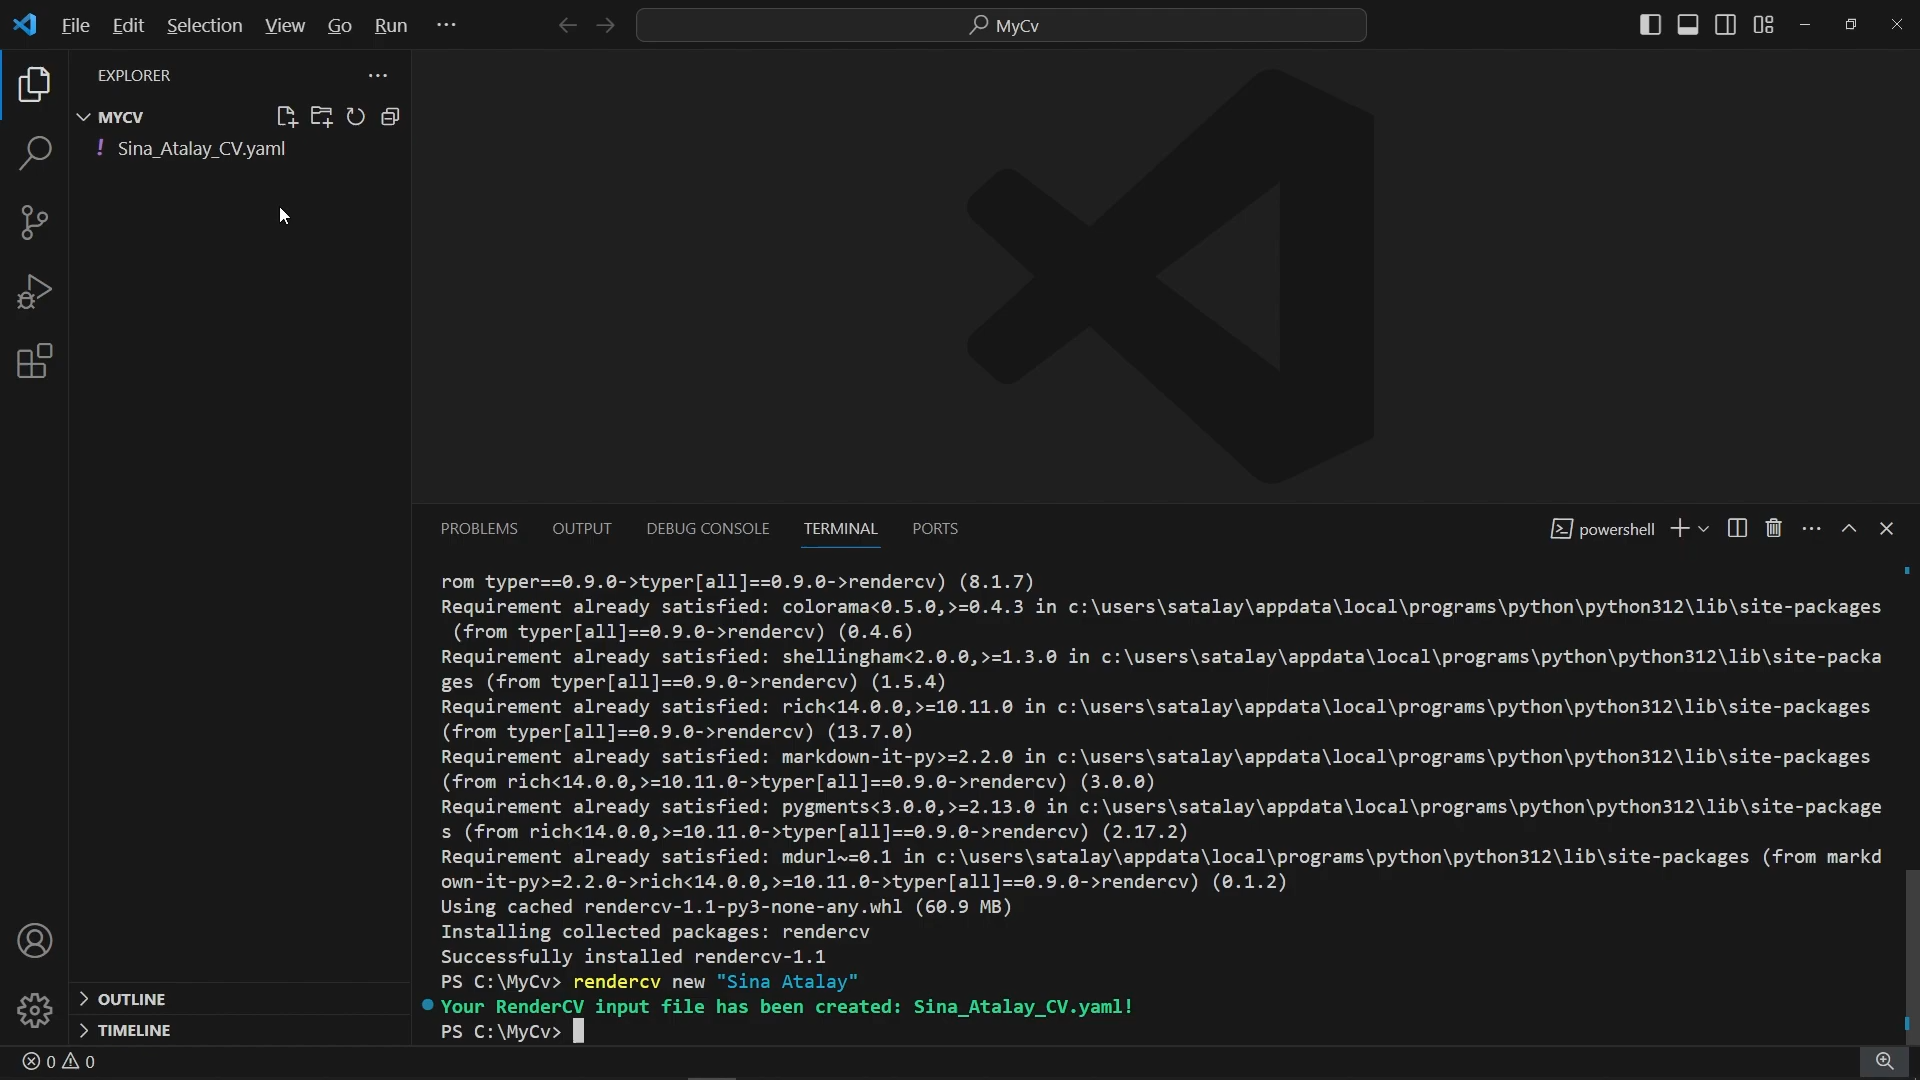 File Edit Selection View Go Run ···
MyCv
EXPLORER
MYCV
! Sina_Atalay_CV.yaml
OUTLINE
TIMELINE
PROBLEMS OUTPUT DEBUG CONSOLE TERMINAL PORTS
powershell
rom typer==0.9.0->typer[all]==0.9.0->rendercv) (8.1.7)
Requirement already satisfied: colorama<0.5.0,>=0.4.3 in c:\users\satalay\appdata\local\programs\python\python312\lib\site-packages
(from typer[all]==0.9.0->rendercv) (0.4.6)
Requirement already satisfied: shellingham<2.0.0,>=1.3.0 in c:\users\satalay\appdata\local\programs\python\python312\lib\site-packa
ges (from typer[all]==0.9.0->rendercv) (1.5.4)
Requirement already satisfied: rich<14.0.0,>=10.11.0 in c:\users\satalay\appdata\local\programs\python\python312\lib\site-packages
(from typer[all]==0.9.0->rendercv) (13.7.0)
Requirement already satisfied: markdown-it-py>=2.2.0 in c:\users\satalay\appdata\local\programs\python\python312\lib\site-packages
(from rich<14.0.0,>=10.11.0->typer[all]==0.9.0->rendercv) (3.0.0)
Requirement already satisfied: pygments<3.0.0,>=2.13.0 in c:\users\satalay\appdata\local\programs\python\python312\lib\site-package
s (from rich<14.0.0,>=10.11.0->typer[all]==0.9.0->rendercv) (2.17.2)
Requirement already satisfied: mdurl~=0.1 in c:\users\satalay\appdata\local\programs\python\python312\lib\site-packages (from markd
own-it-py>=2.2.0->rich<14.0.0,>=10.11.0->typer[all]==0.9.0->rendercv) (0.1.2)
Using cached rendercv-1.1-py3-none-any.whl (60.9 MB)
Installing collected packages: rendercv
Successfully installed rendercv-1.1
PS C:\MyCv> rendercv new "Sina Atalay"
Your RenderCV input file has been created: Sina_Atalay_CV.yaml!
PS C:\MyCv>
0 0